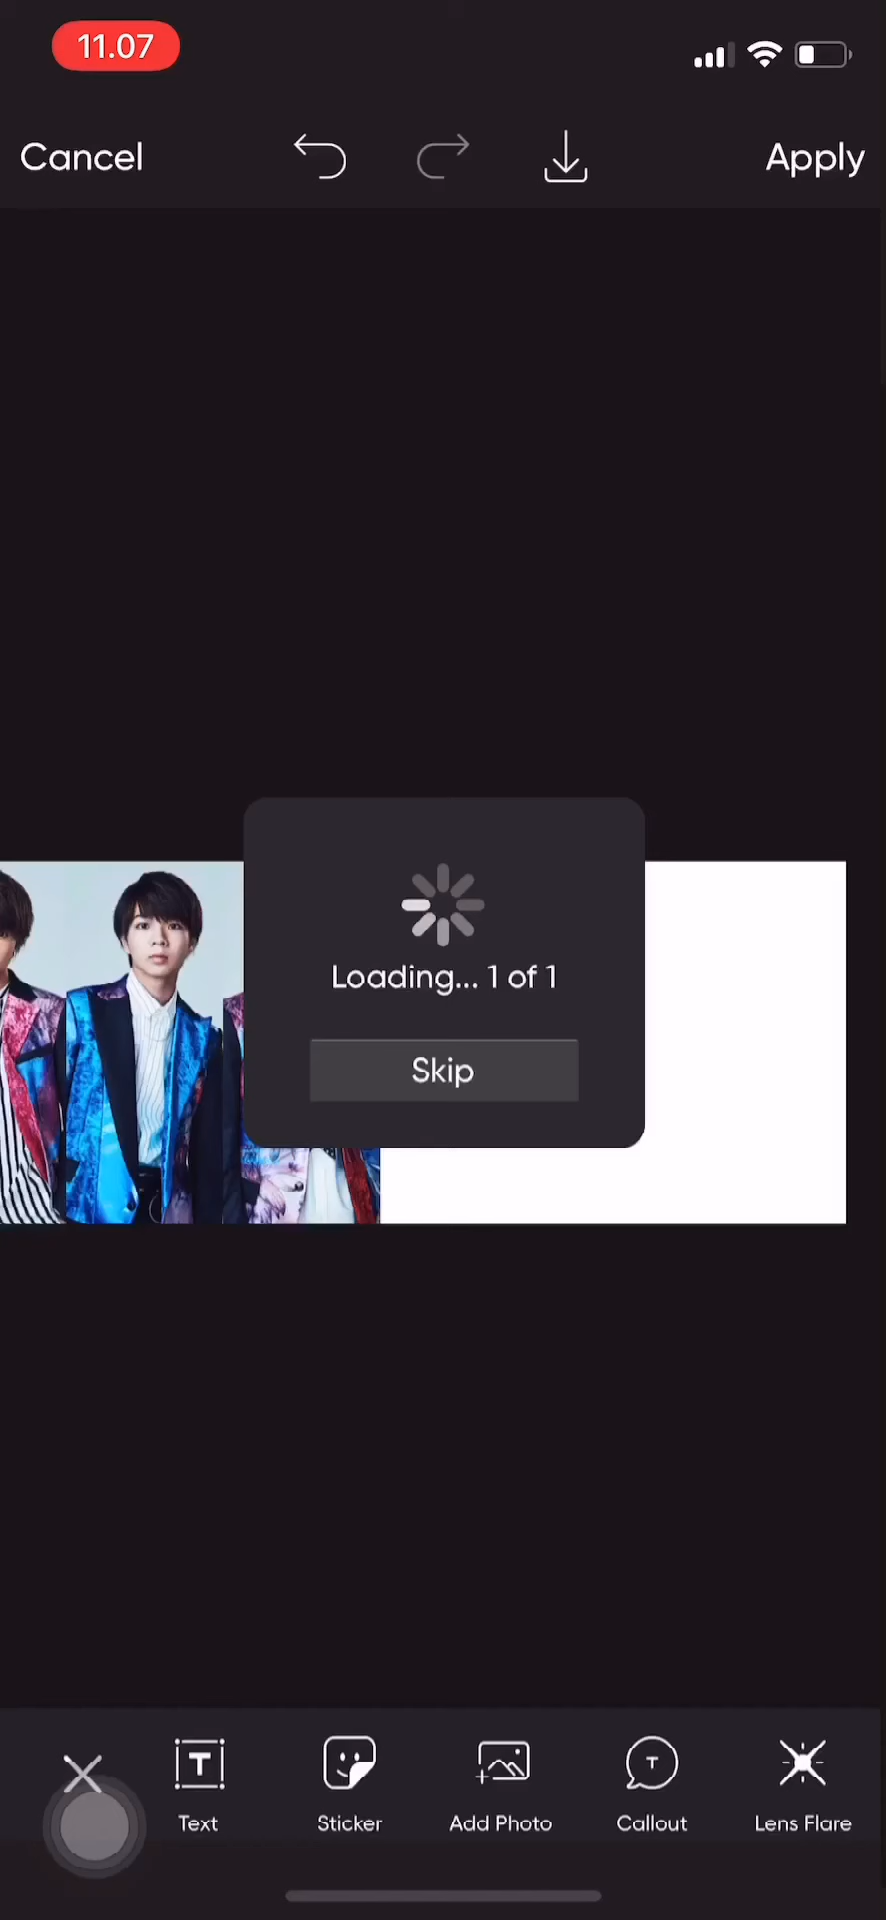 11.07
Cancel
Apply
Loading... 1 of 1
Skip
T
T
Text
Sticker
Add Photo
Callout
Lens Flare